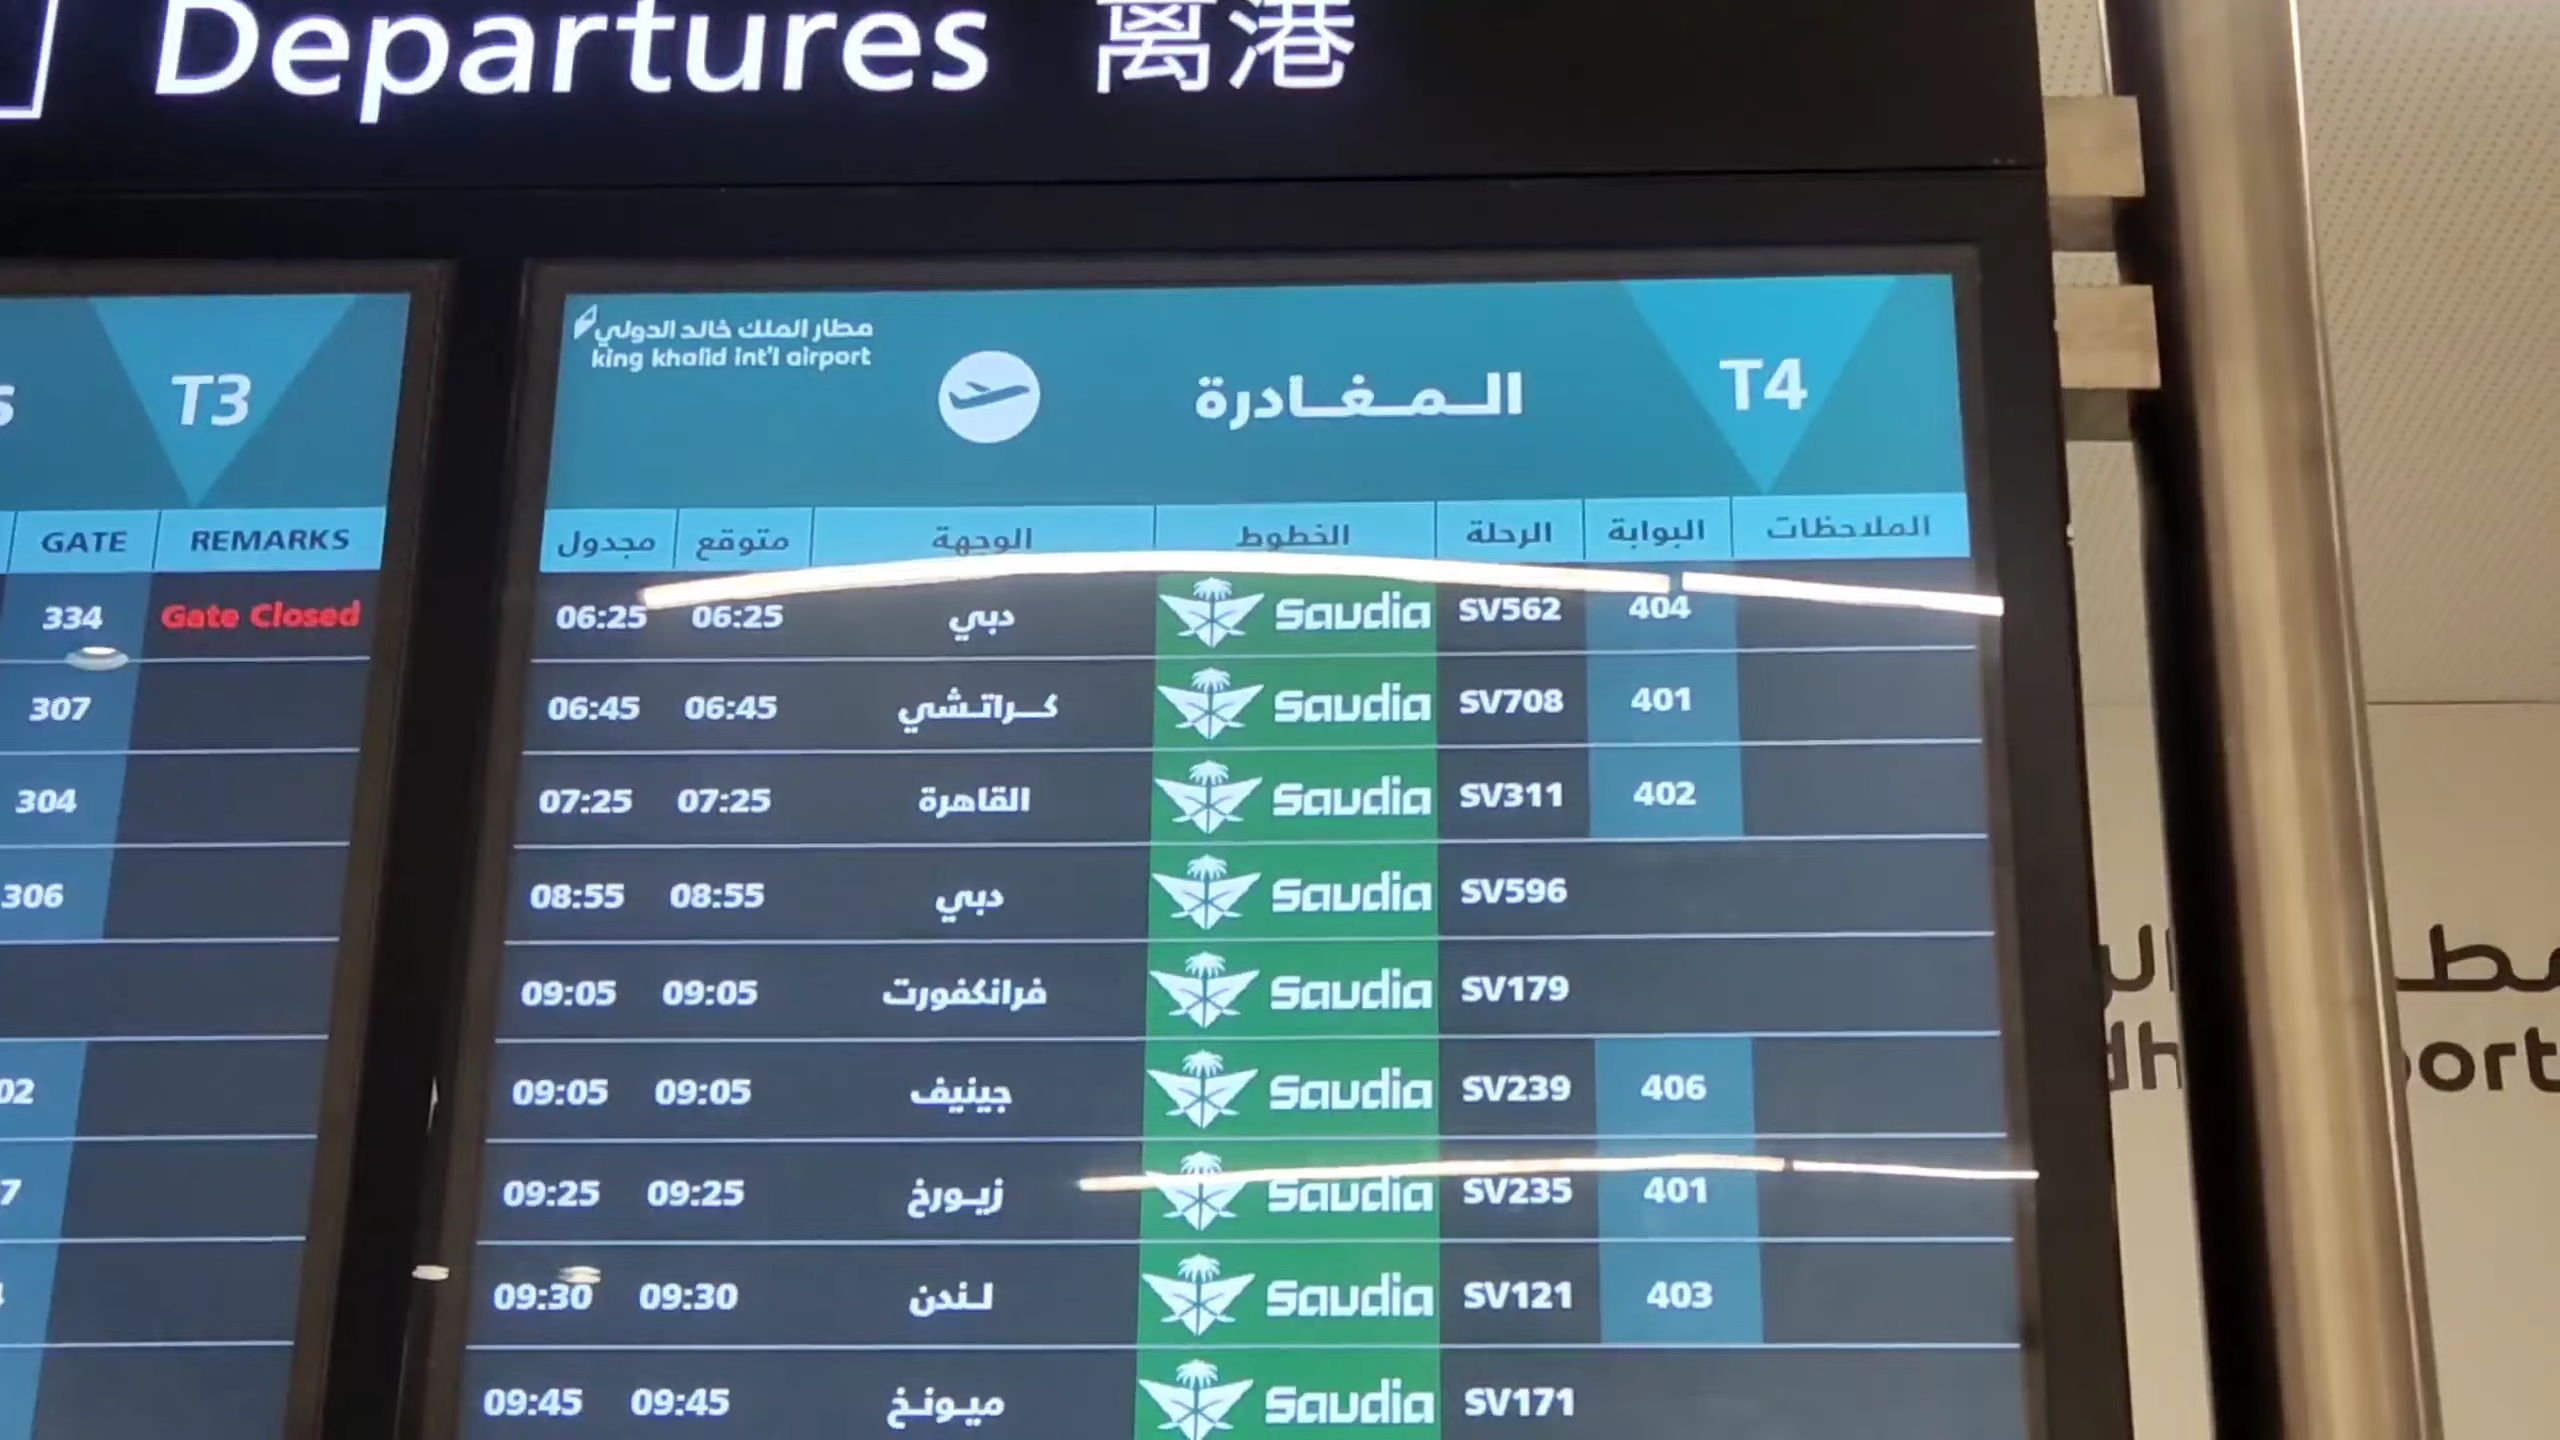 Departures 离港
T3
GATE REMARKS
334 Gate Closed
307
304
306
مطار الملك خالد الدولي
king khalid int'l airport
المغادرة
T4
مجدول متوقع الوجهة الخطوط الرحلة البوابة الملاحظات
06:25 06:25 دبي Saudia SV562 404
06:45 06:45 كراتشي Saudia SV708 401
07:25 07:25 القاهرة Saudia SV311 402
08:55 08:55 دبي Saudia SV596
09:05 09:05 فرانكفورت Saudia SV179
09:05 09:05 جينيف Saudia SV239 406
09:25 09:25 زيورخ Saudia SV235 401
09:30 09:30 لندن Saudia SV121 403
09:45 09:45 ميونخ Saudia SV171